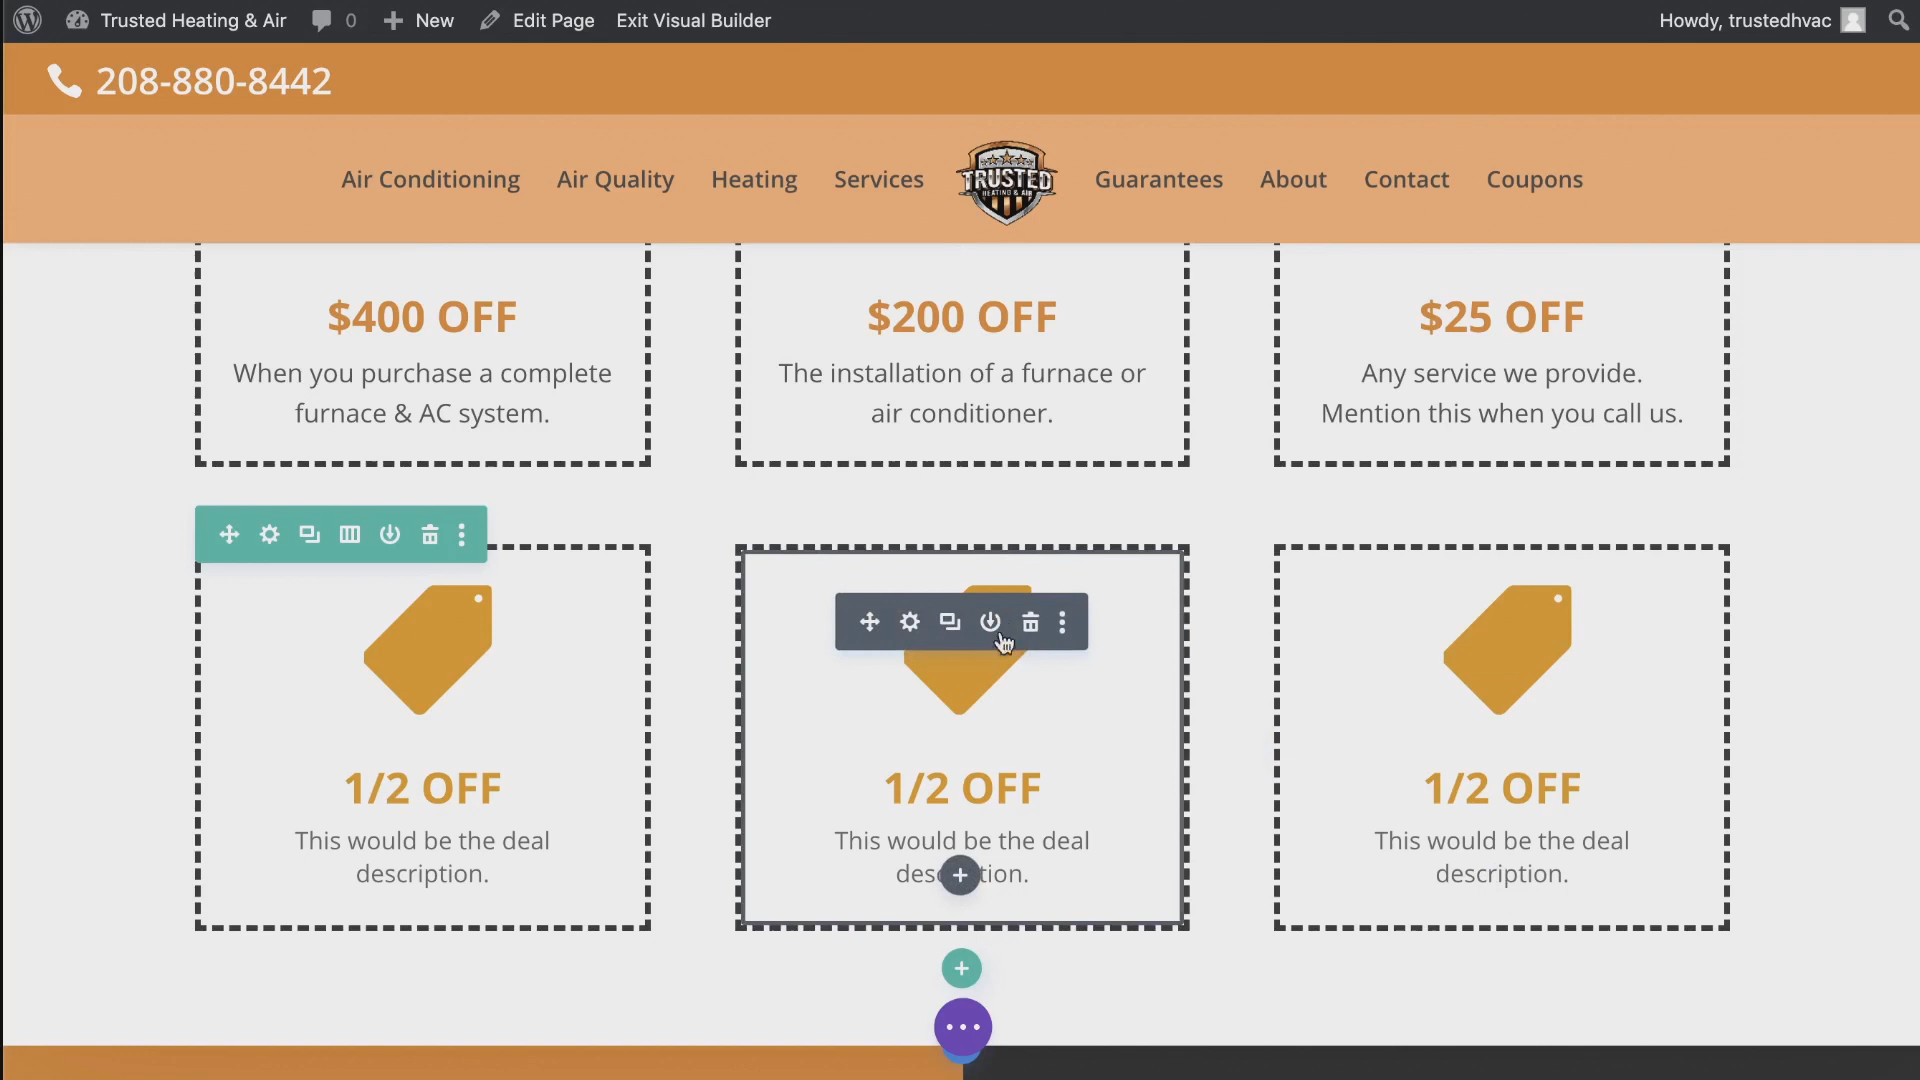 Trusted Heating & Air 0 New Edit Page Exit Visual Builder Howdy, trustedhvac
208-880-8442
Air Conditioning Air Quality Heating Services TRUSTED Guarantees About Contact Coupons
HEATING & AIR
$400 OFF
When you purchase a complete
furnace & AC system.
$200 OFF
The installation of a furnace or
air conditioner.
$25 OFF
Any service we provide.
Mention this when you call us.
1/2 OFF
This would be the deal
description.
1/2 OFF
This would be the deal
tion.
1/2 OFF
This would be the deal
description.